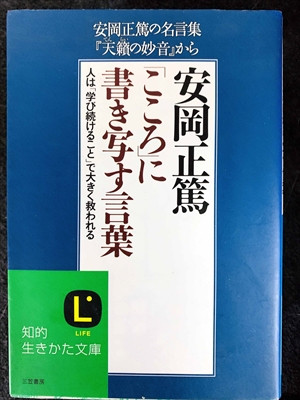 安岡正篤の名言集
『天籟の妙音』から
安岡正篤
「こころ」に
書き写す言葉
人は「学び続けること」で大きく救われる
L
LIFE
知的
生きかた文庫
三笠書房